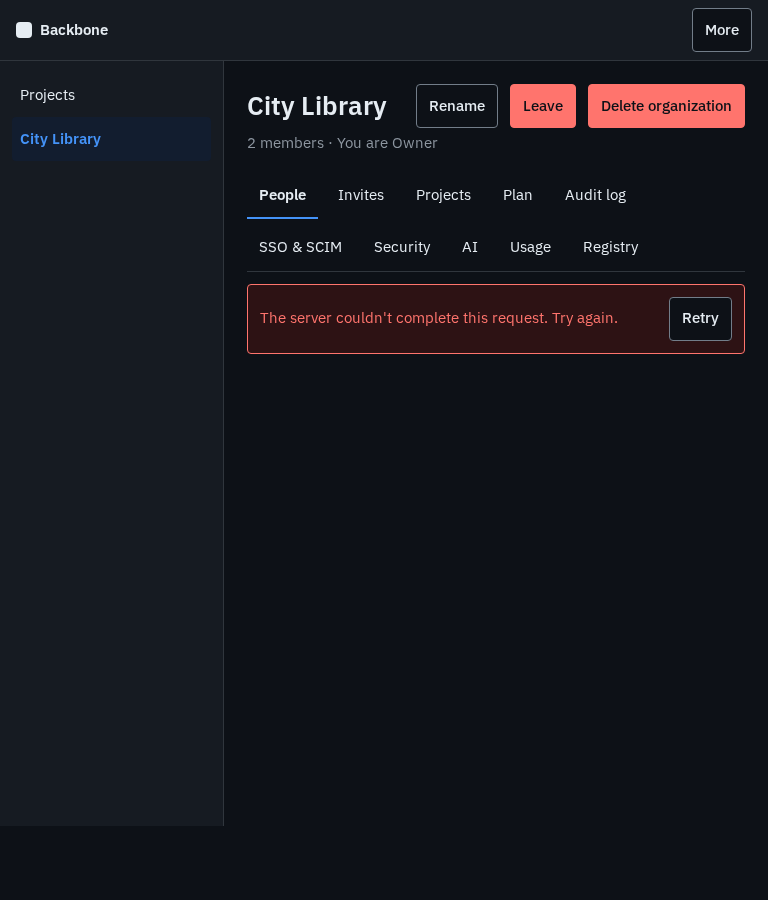 Backbone
More
Projects
City Library
City Library
Rename
Leave
Delete organization
2 members · You are Owner
People
Invites
Projects
Plan
Audit log
SSO & SCIM
Security
AI
Usage
Registry
The server couldn't complete this request. Try again.
Retry